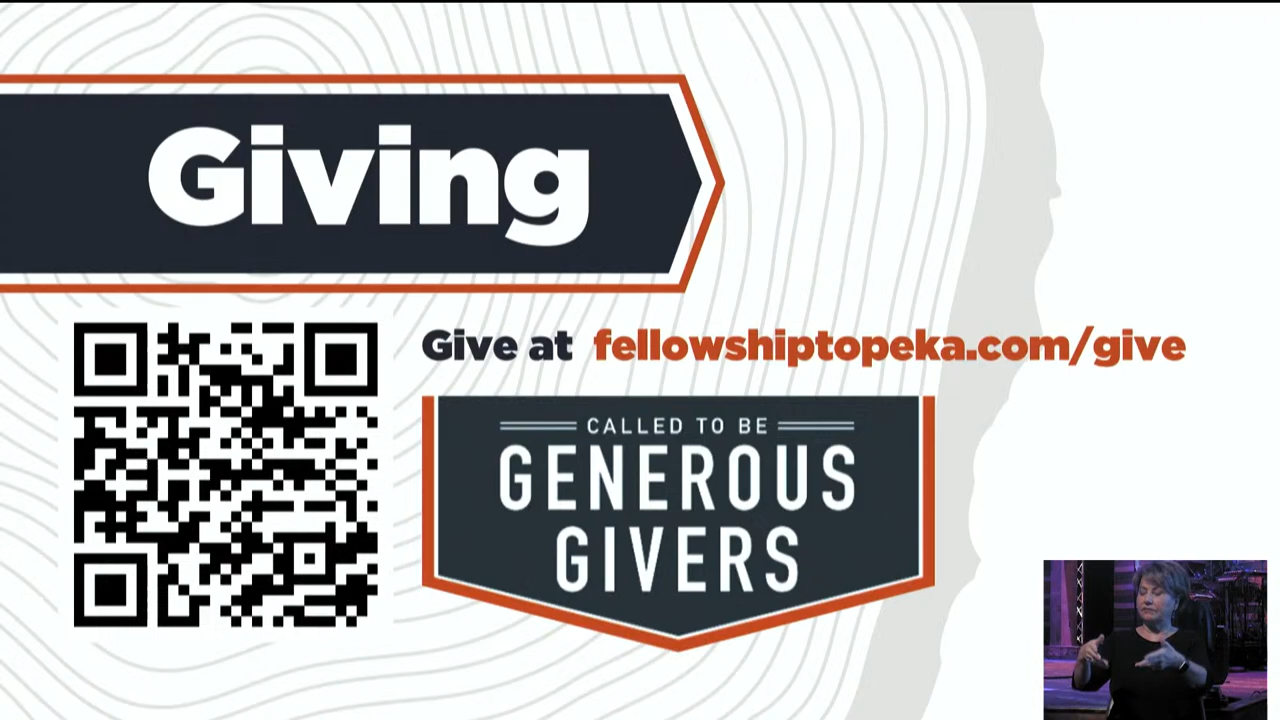 Giving
Give at fellowshiptopeka.com/give
CALLED TO BE
GENEROUS
GIVERS